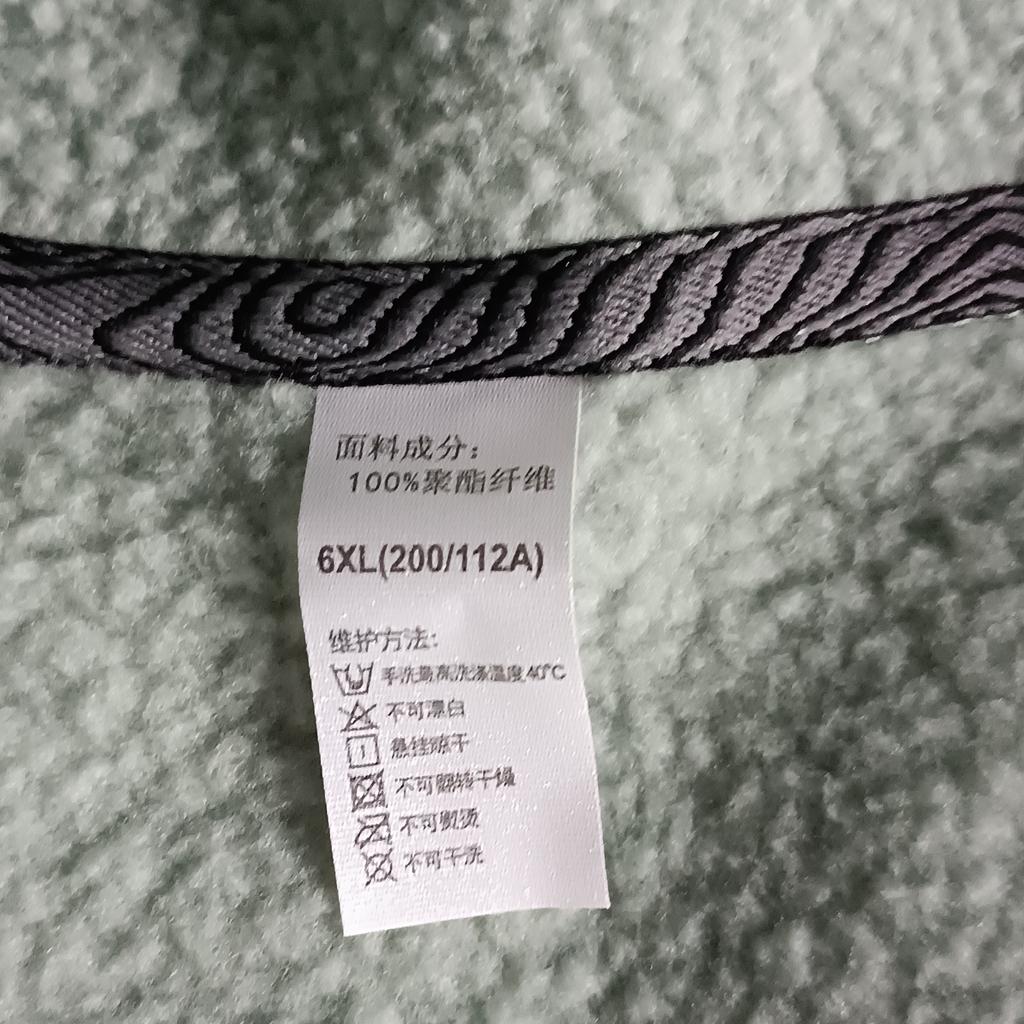 面料成分:
100%聚酯纤维
6XL(200/112A)
维护方法:
手洗最高洗涤温度40℃
不可漂白
悬挂晾干
不可翻转干燥
不可熨烫
不可干洗